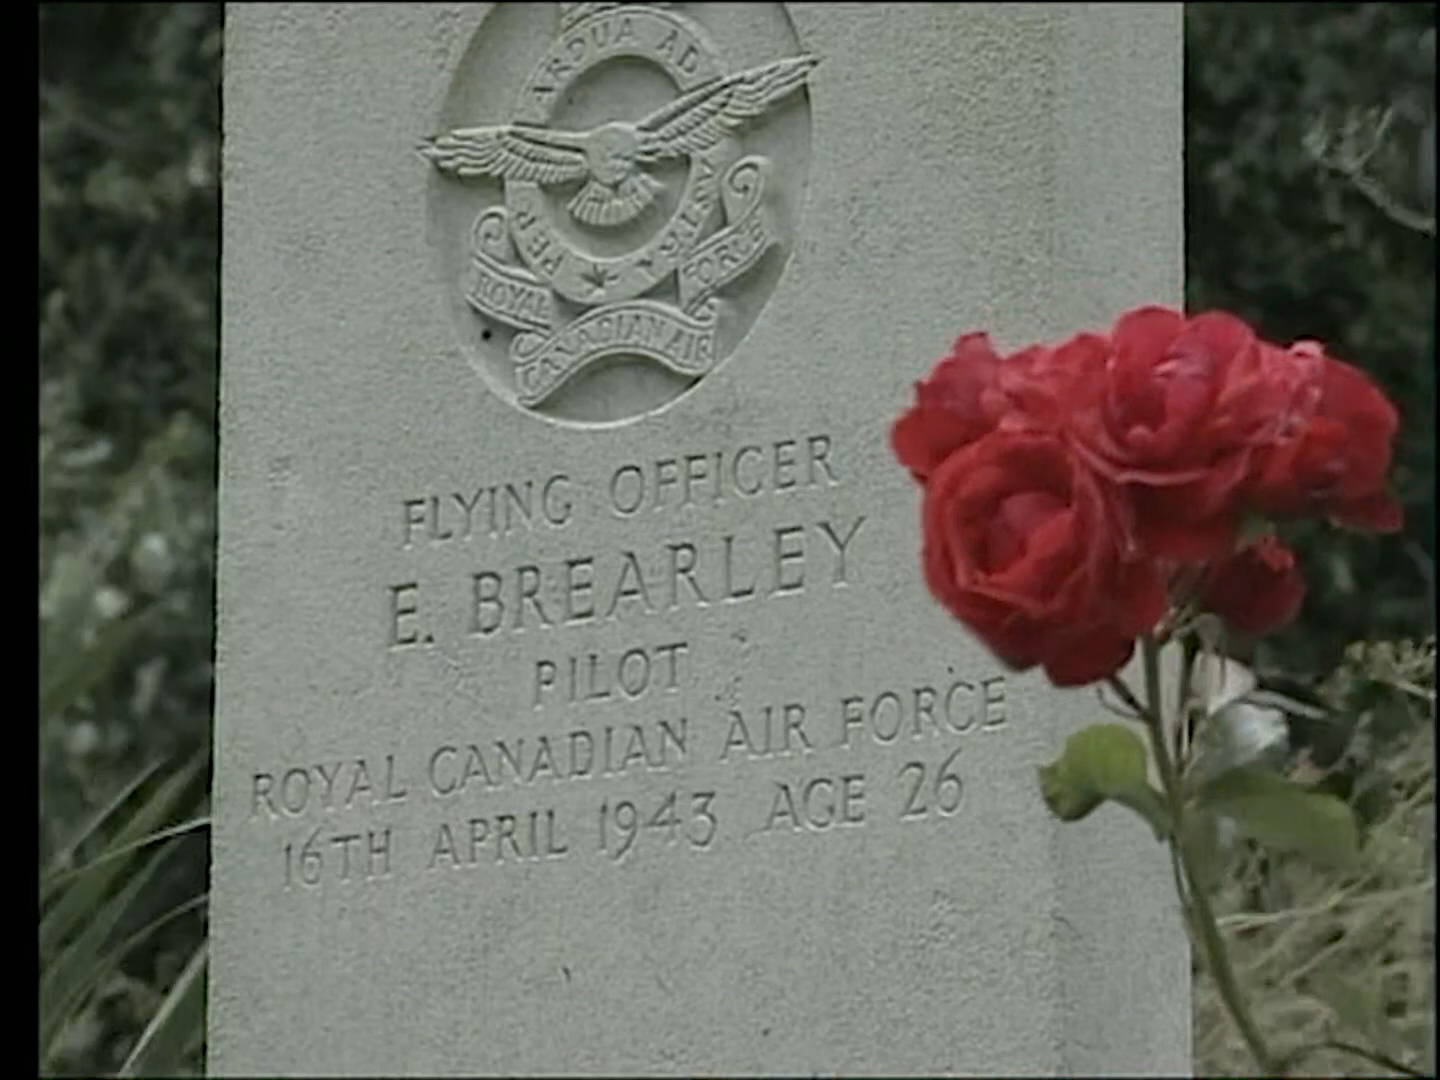 PER ARDUA AD ASTRA
ROYAL CANADIAN AIR FORCE
FLYING OFFICER
E. BREARLEY
PILOT
ROYAL CANADIAN AIR FORCE
16TH APRIL 1943 AGE 26